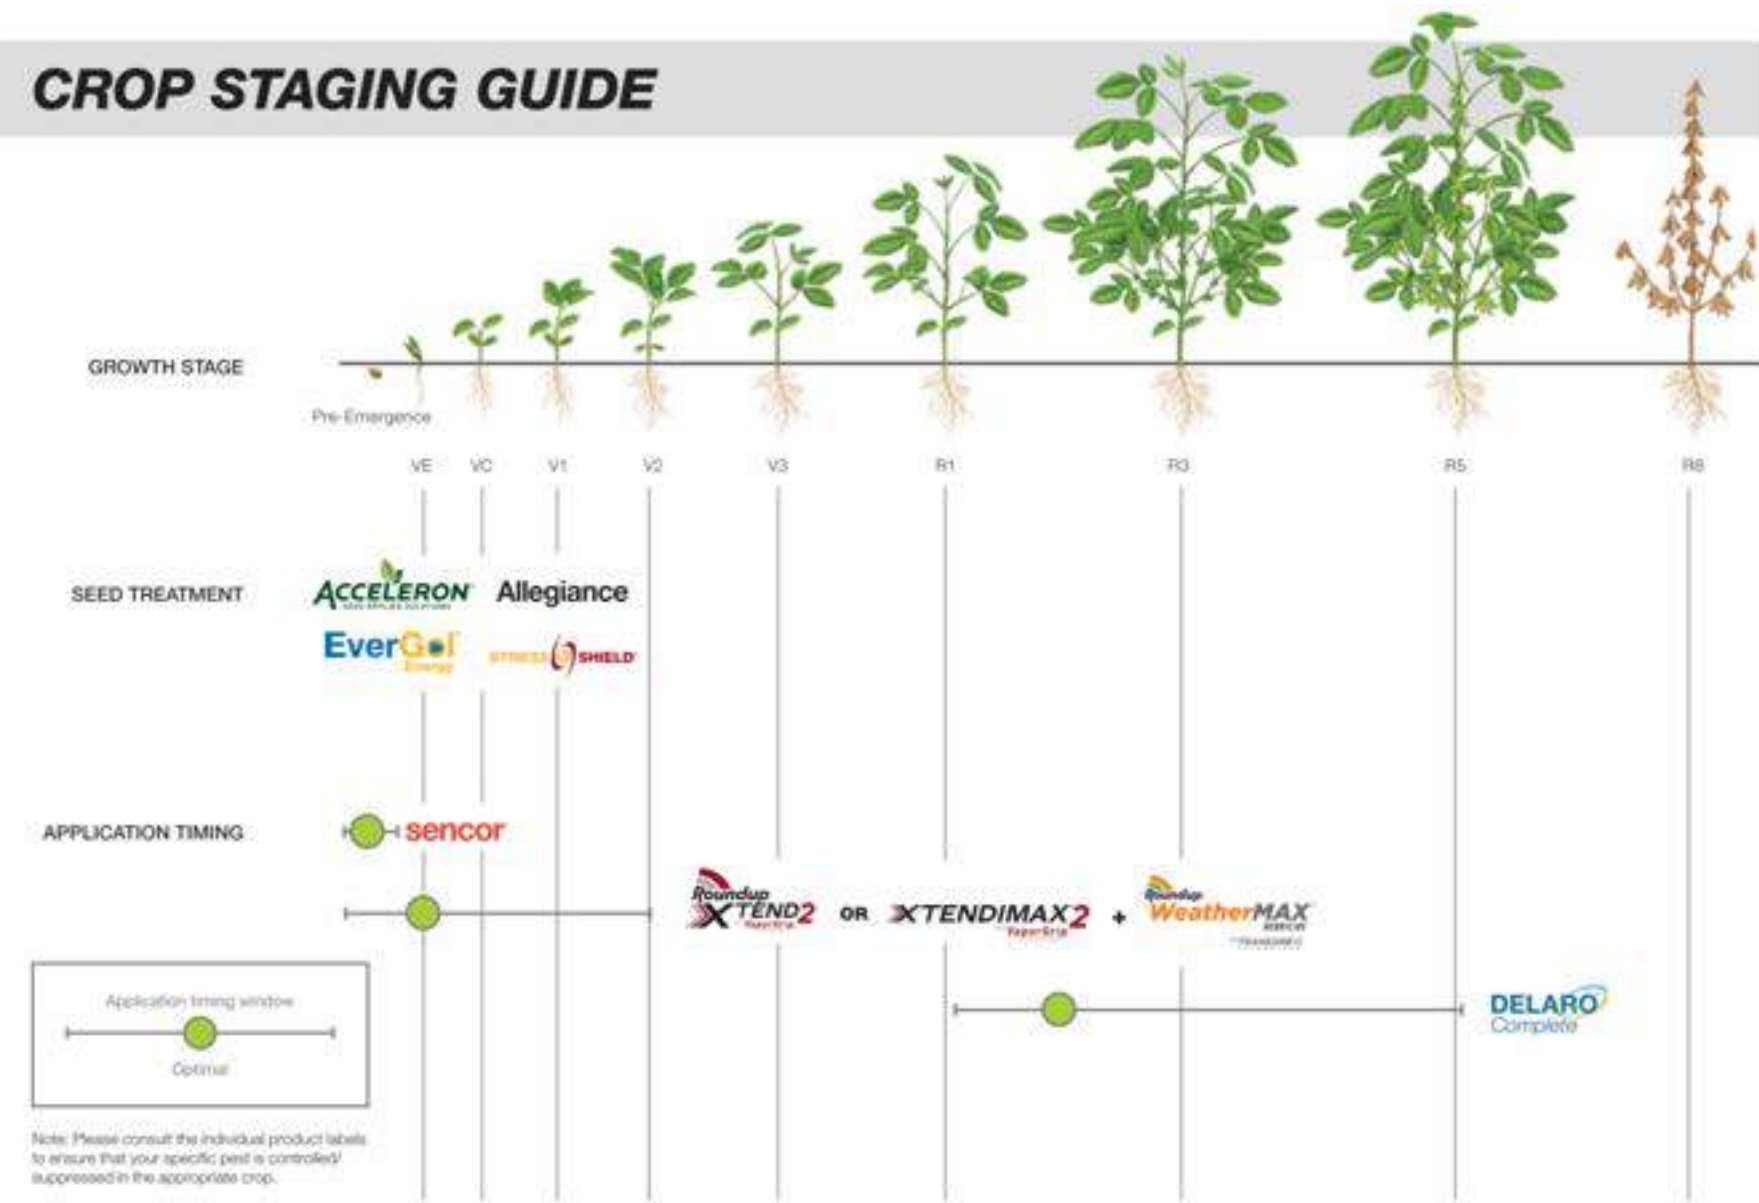 CROP STAGING GUIDE
GROWTH STAGE
Pre-Emergence
VE VC V1 V2 V3 R1 R3 R5 R8
SEED TREATMENT
ACCELERON Allegiance
EverGol Energy
STRESS SHIELD
APPLICATION TIMING
sencor
Roundup
XTEND2
VaporGrip
OR
XTENDIMAX2
VaporGrip
+
Roundup
WeatherMAX
Application timing window
Optimal
DELARO
Complete
Note: Please consult the individual product labels
to ensure that your specific pest is controlled/
suppressed in the appropriate crop.